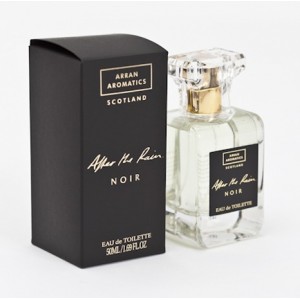 ARRAN
AROMATICS
SCOTLAND
After the Rain
NOIR
EAU de TOILETTE
50ML/1.69 FL.OZ
ARRAN
AROMATICS
SCOTLAND
After the Rain
NOIR
EAU de TOILETTE